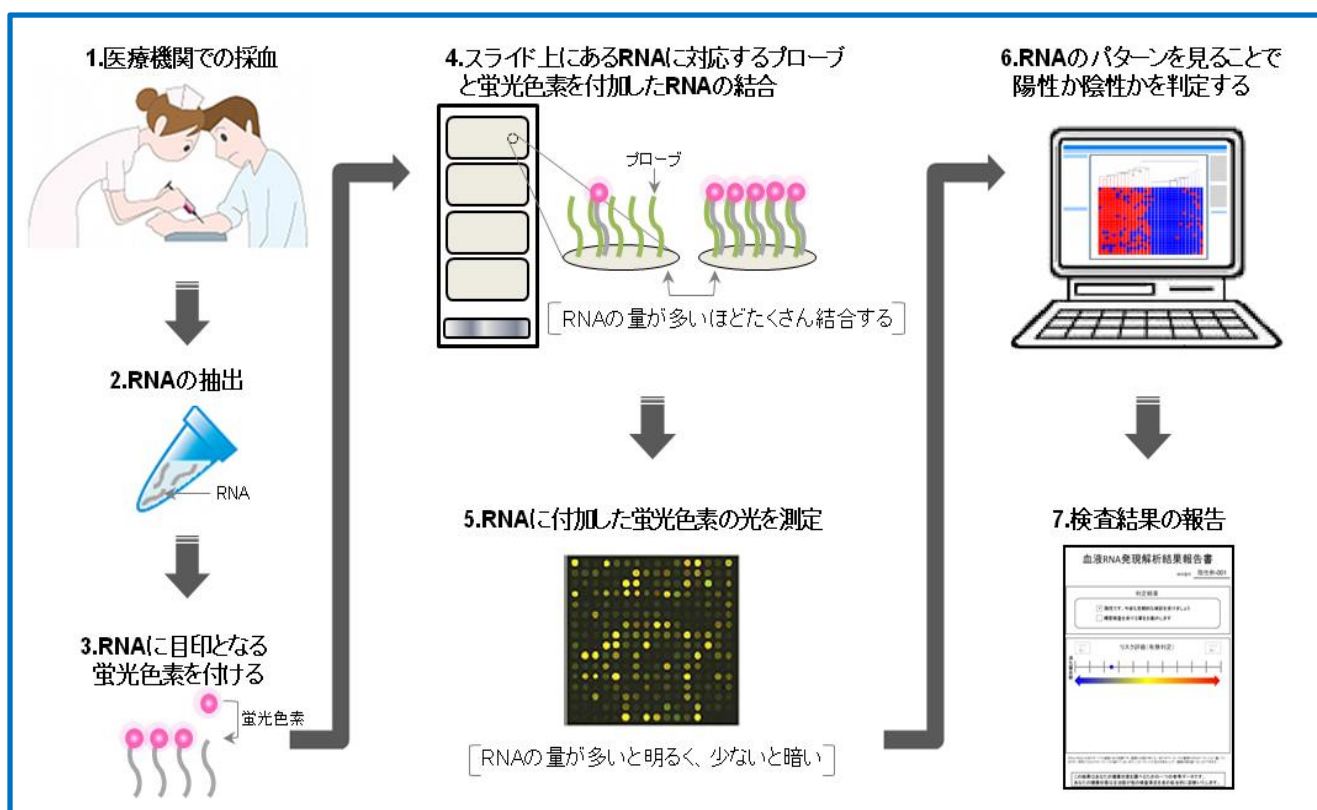 1.医療機関での採血
2.RNAの抽出
RNA
3.RNAに目印となる
蛍光色素を付ける
蛍光色素
4.スライド上にあるRNAに対応するプローブ
と蛍光色素を付加したRNAの結合
プローブ
RNAの量が多いほどたくさん結合する
5.RNAに付加した蛍光色素の光を測定
RNAの量が多いと明るく、少ないと暗い
6.RNAのパターンを見ることで
陽性か陰性かを判定する
7.検査結果の報告
血液RNA発現解析結果報告書
判定結果